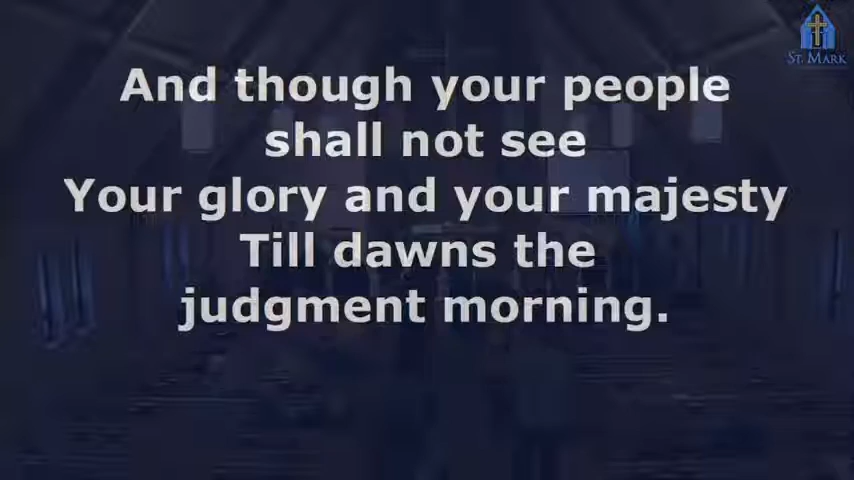 St. Mark
And though your people
shall not see
Your glory and your majesty
Till dawns the
judgment morning.